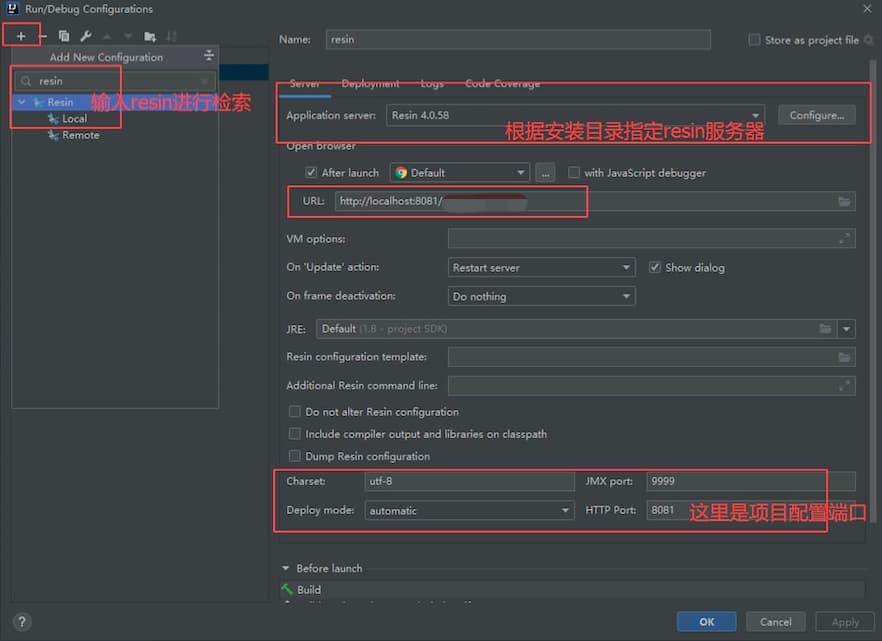 Run/Debug Configurations
Add New Configuration
resin
Resin
输入resin进行检索
Local
Remote
Name:
resin
Store as project file
Server
Deployment
Logs
Code Coverage
Application server:
Resin 4.0.58
Configure...
根据安装目录指定resin服务器
Open browser
After launch
Default
...
with JavaScript debugger
URL:
http://localhost:8081/
VM options:
On 'Update' action:
Restart server
Show dialog
On frame deactivation:
Do nothing
JRE:
Default (1.8 - project SDK)
Resin configuration template:
Additional Resin command line:
Do not alter Resin configuration
Include compiler output and libraries on classpath
Dump Resin configuration
Charset:
utf-8
JMX port:
9999
Deploy mode:
automatic
HTTP Port:
8081
这里是项目配置端口
Before launch
Build
?
OK
Cancel
Apply